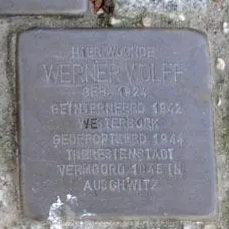 HIER WOONDE
WERNER WOLFF
GEB. 1924
GEÏNTERNEERD 1942
WESTERBORK
GEDEPORTEERD 1944
THERESIENSTADT
VERMOORD 1945 IN
AUSCHWITZ